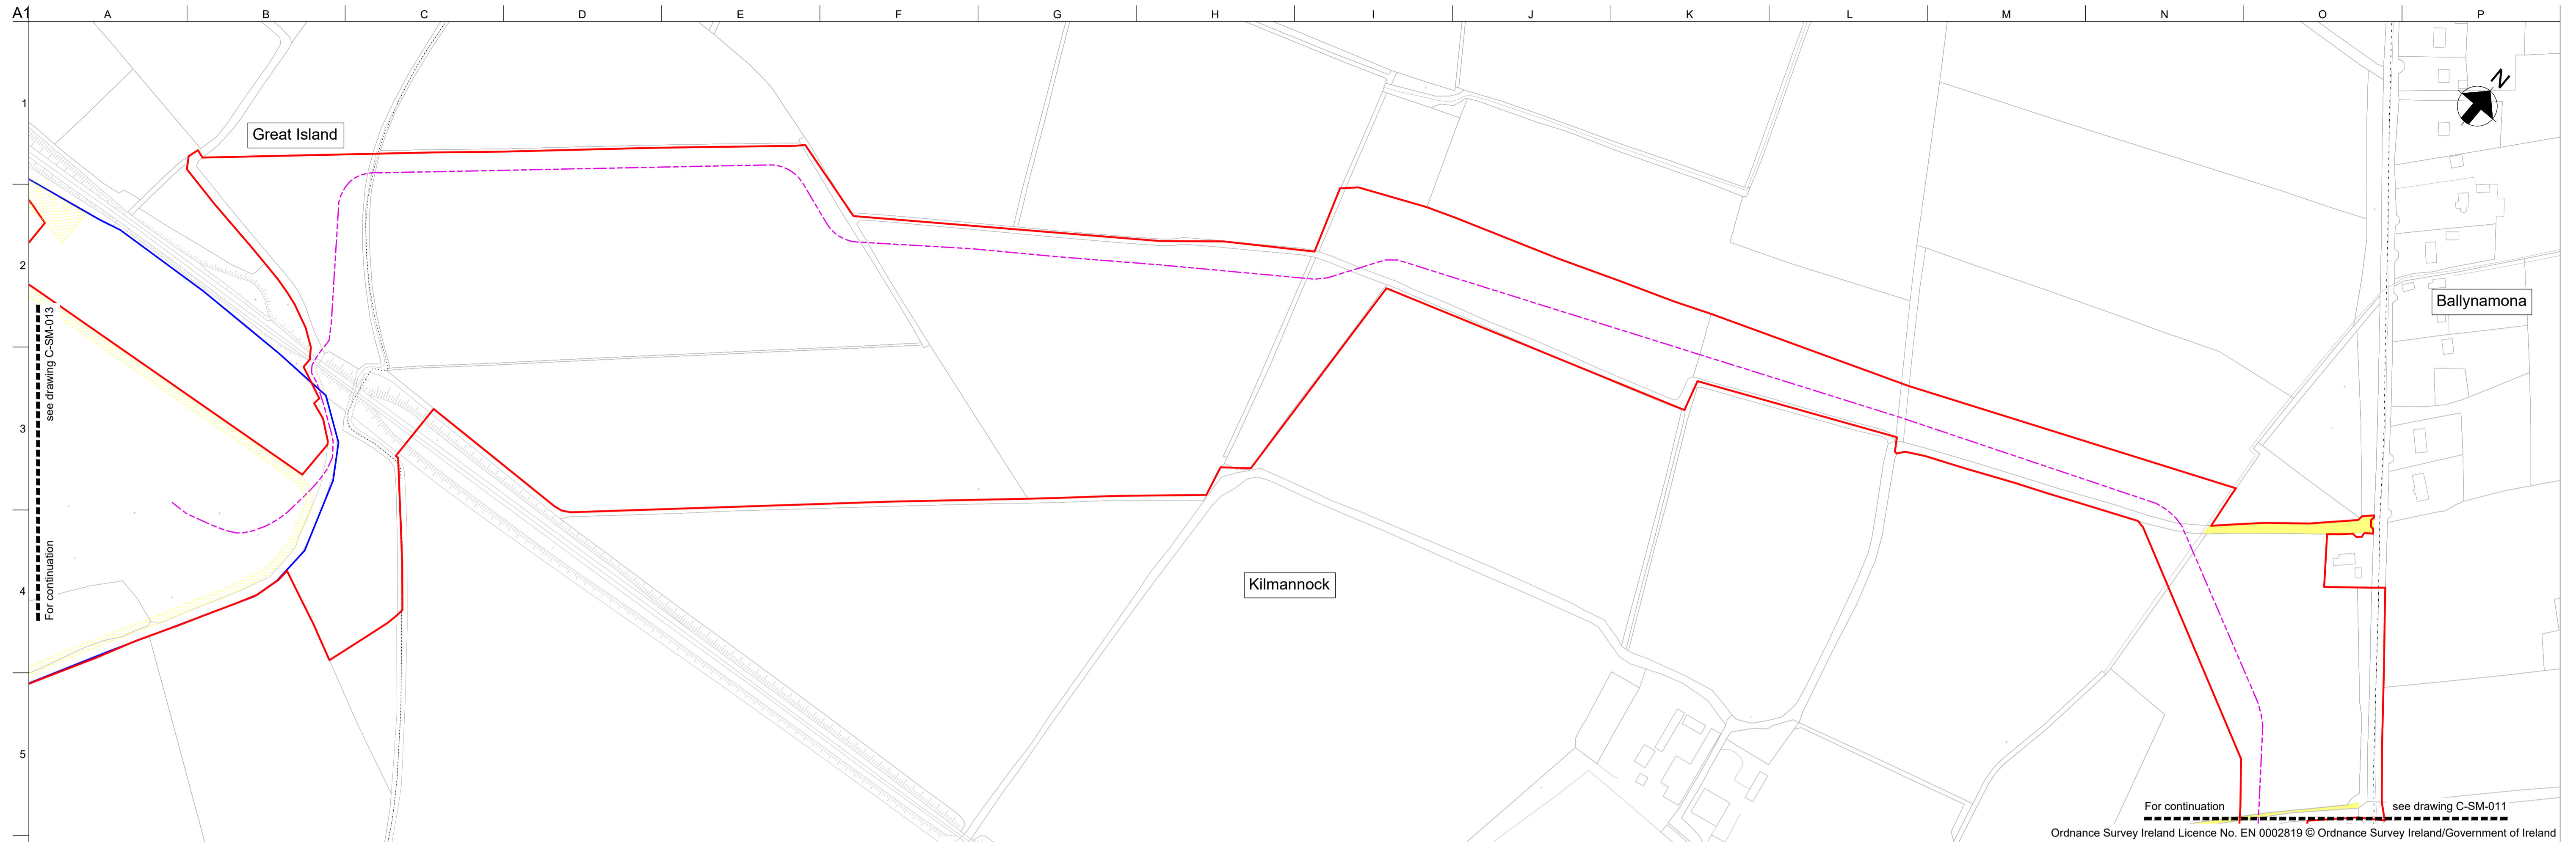 A1
A B C D E F G H I J K L M N O P
1
N
Great Island
2
Ballynamona
see drawing C-SM-013
3
For continuation
4
Kilmannock
5
For continuation see drawing C-SM-011
Ordnance Survey Ireland Licence No. EN 0002819 © Ordnance Survey Ireland/Government of Ireland